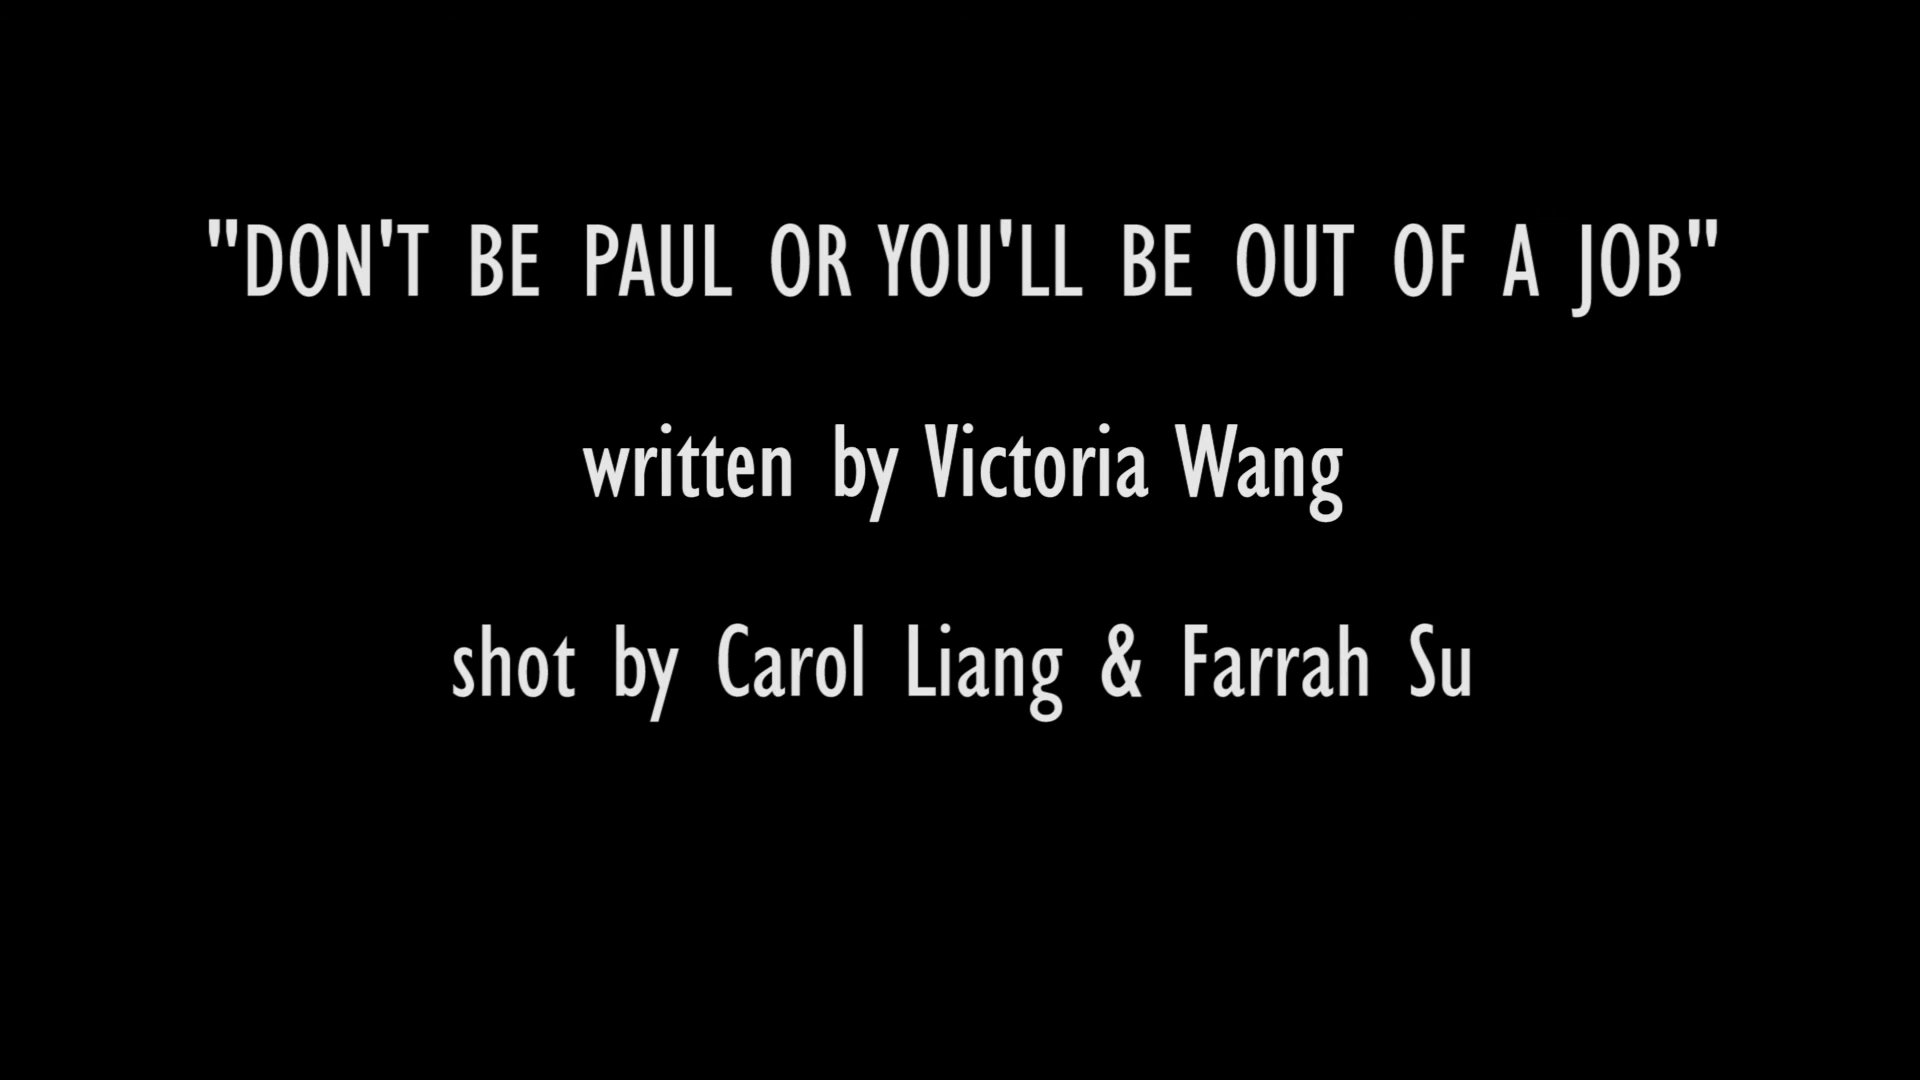 "DON'T BE PAUL OR YOU'LL BE OUT OF A JOB"
written by Victoria Wang
shot by Carol Liang & Farrah Su